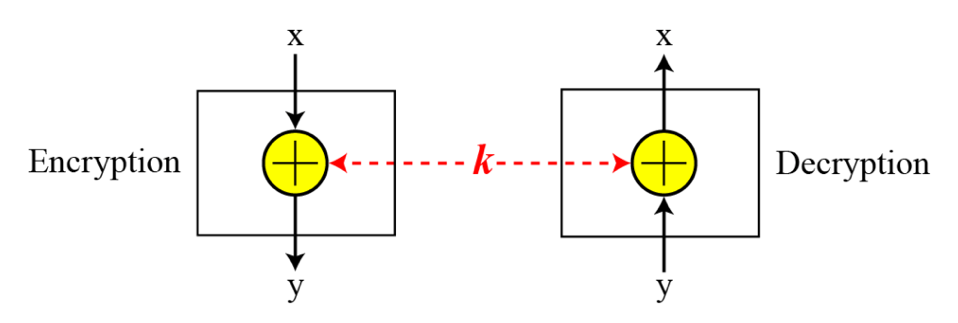 x
x
Encryption
k
Decryption
y
y